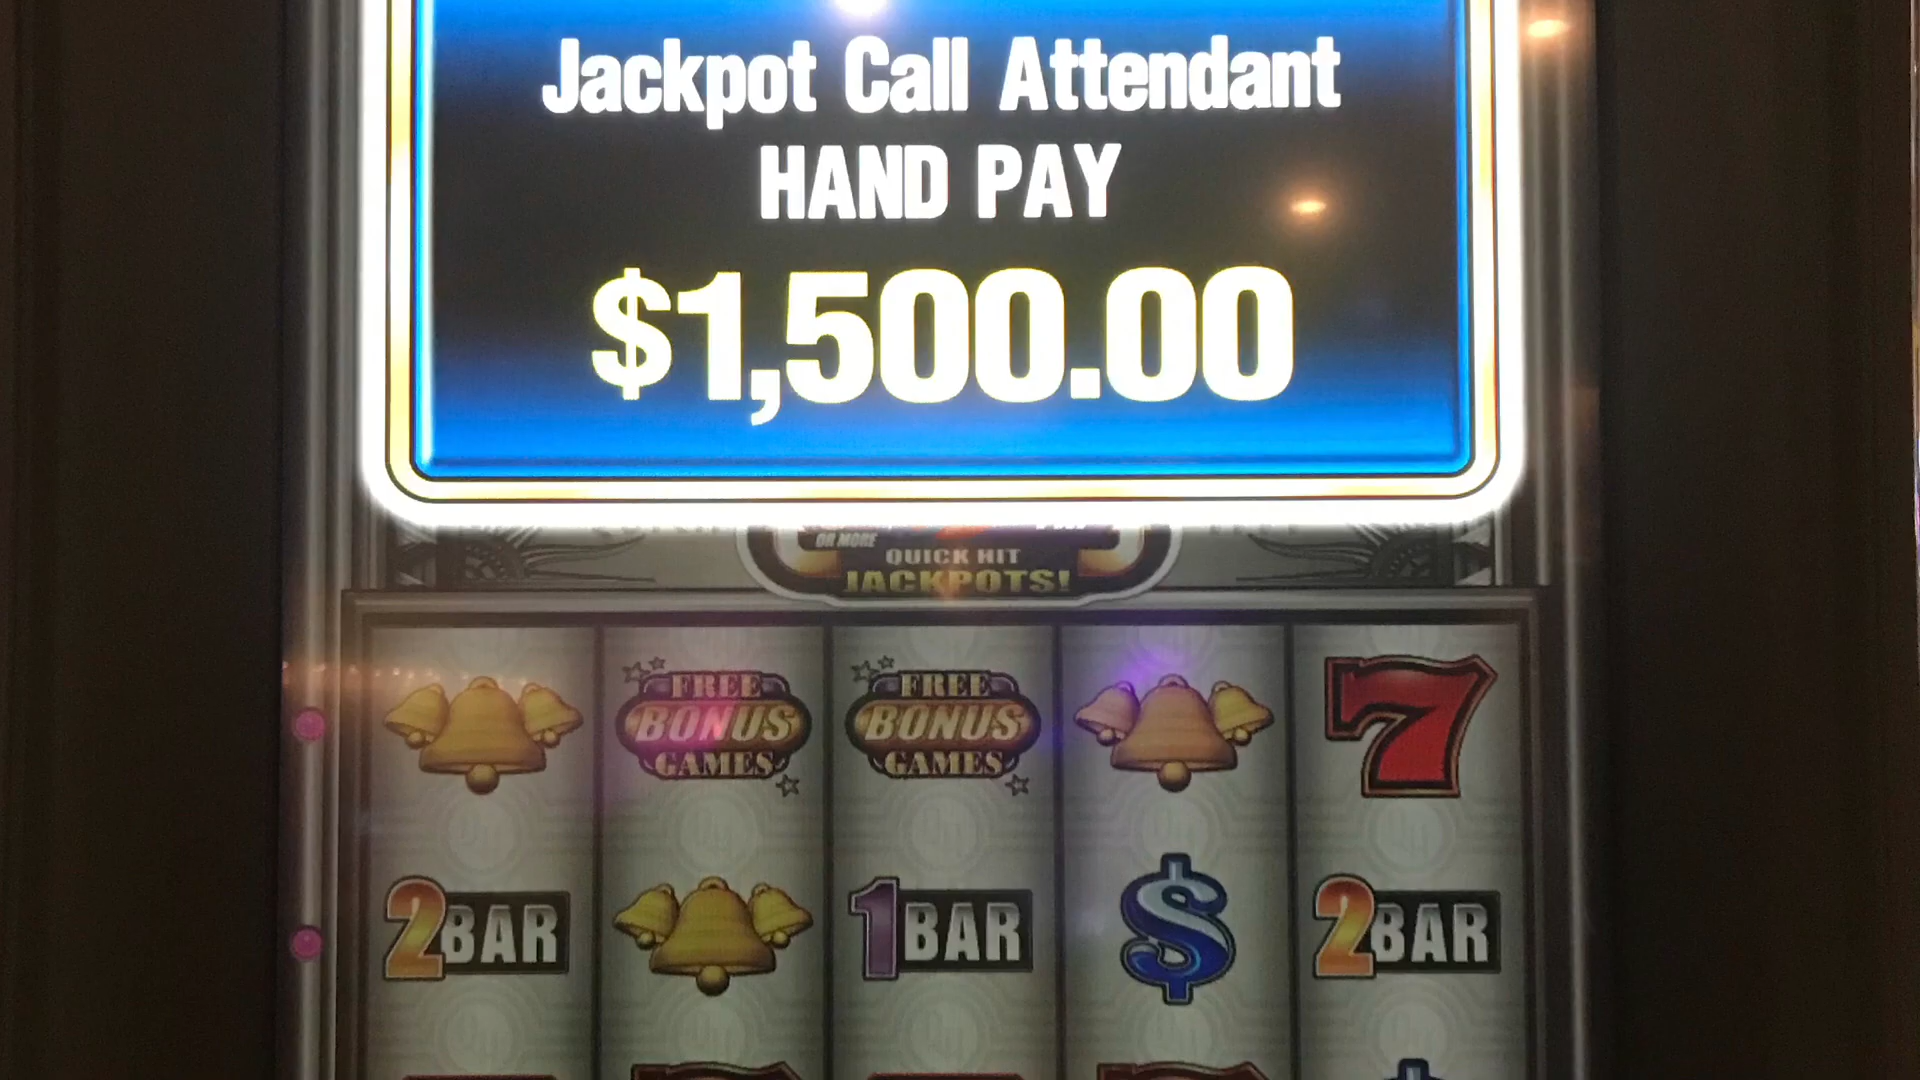 Jackpot Call Attendant
HAND PAY
$1,500.00
OR MORE
QUICK HIT
JACKPOTS!
FREE
BONUS
GAMES
FREE
BONUS
GAMES
7
2BAR
1BAR
$
2BAR